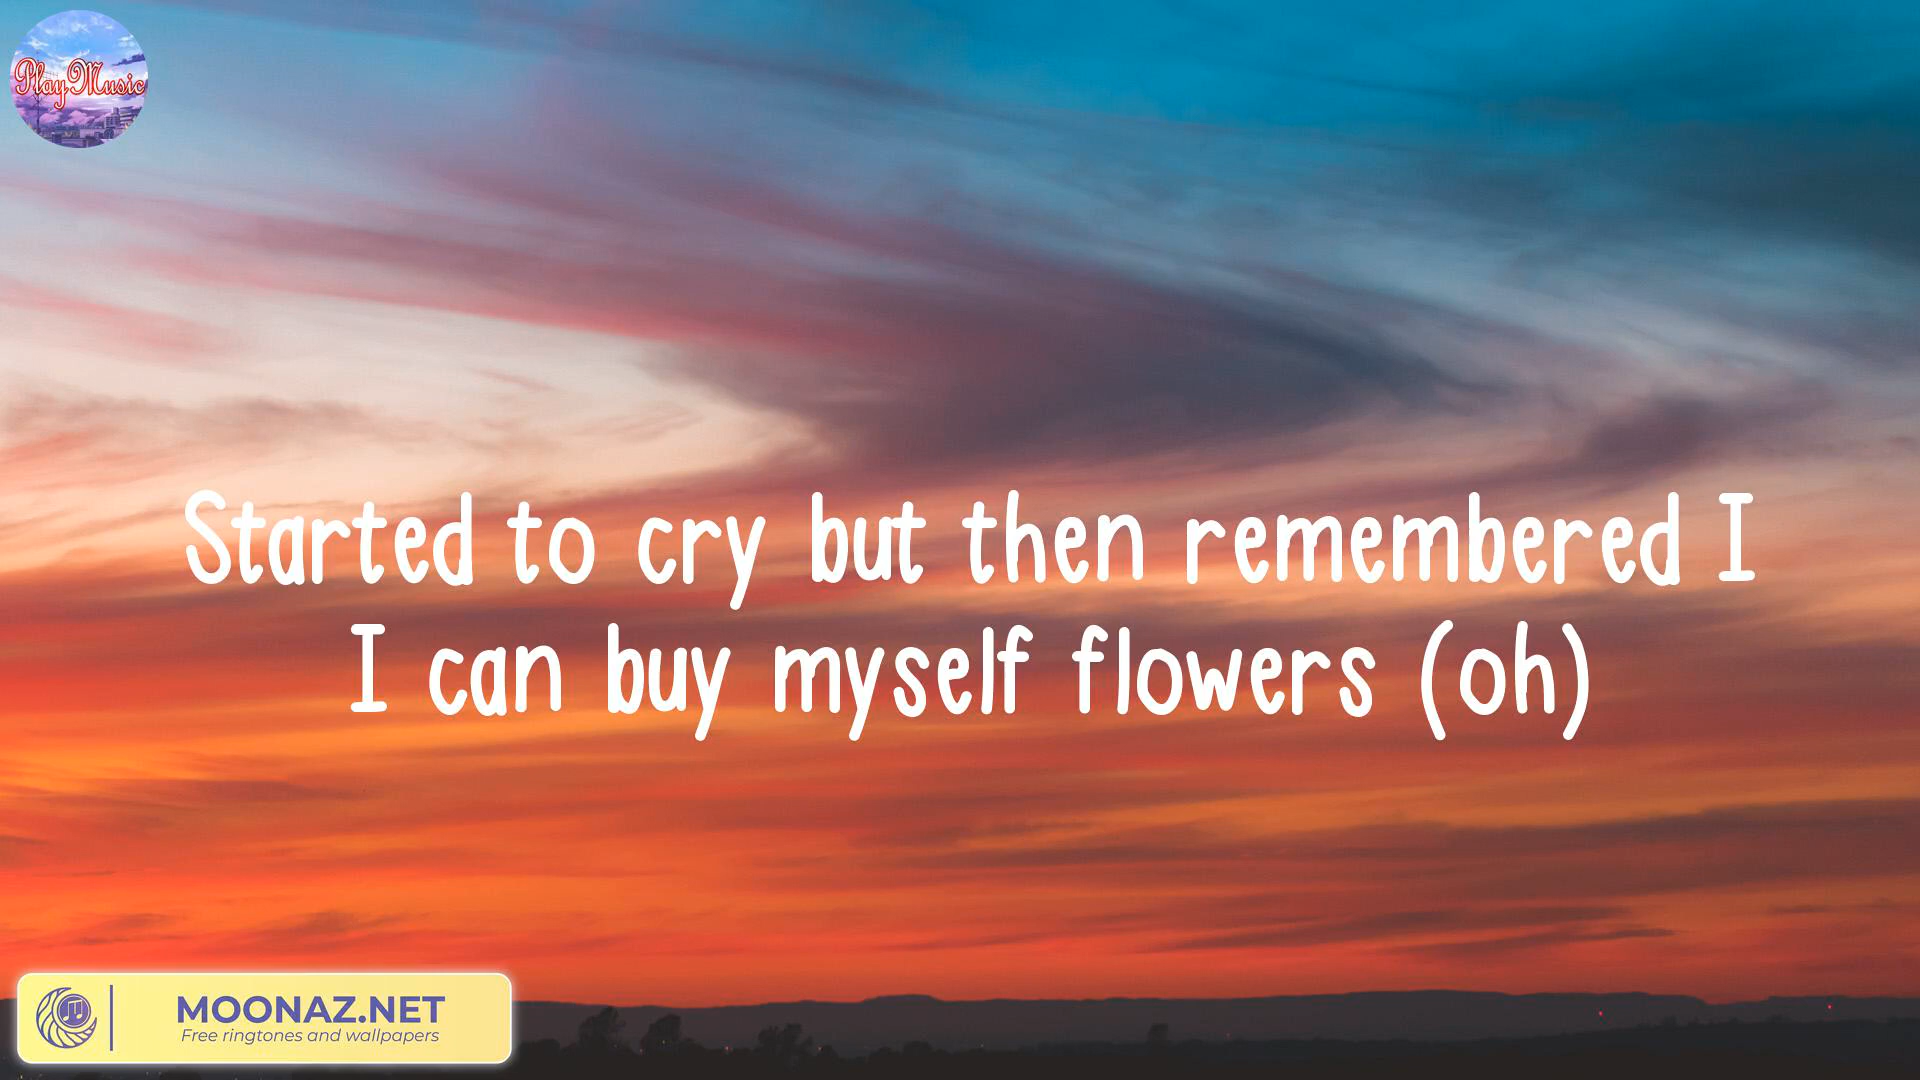 PlayMusic
Started to cry but then remembered I
I can buy myself flowers (oh)
MOONAZ.NET
Free ringtones and wallpapers